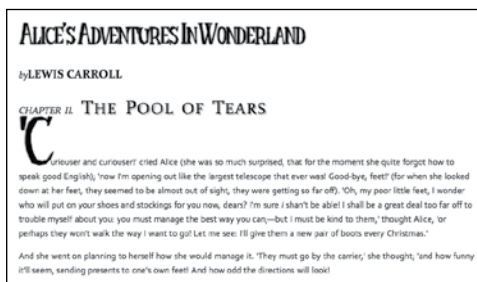 ALICE'S ADVENTURES IN WONDERLAND
by LEWIS CARROLL
CHAPTER II. THE POOL OF TEARS
'Curiouser and curiouser!' cried Alice (she was so much surprised, that for the moment she quite forgot how to
speak good English); 'now I'm opening out like the largest telescope that ever was! Good-bye, feet!' (for when she looked
down at her feet, they seemed to be almost out of sight, they were getting so far off). 'Oh, my poor little feet, I wonder
who will put on your shoes and stockings for you now, dears? I'm sure I shan't be able! I shall be a great deal too far off to
trouble myself about you: you must manage the best way you can;—but I must be kind to them,' thought Alice, 'or
perhaps they won't walk the way I want to go! Let me see: I'll give them a new pair of boots every Christmas.'
And she went on planning to herself how she would manage it. 'They must go by the carrier,' she thought; 'and how funny
it'll seem, sending presents to one's own feet! And how odd the directions will look!